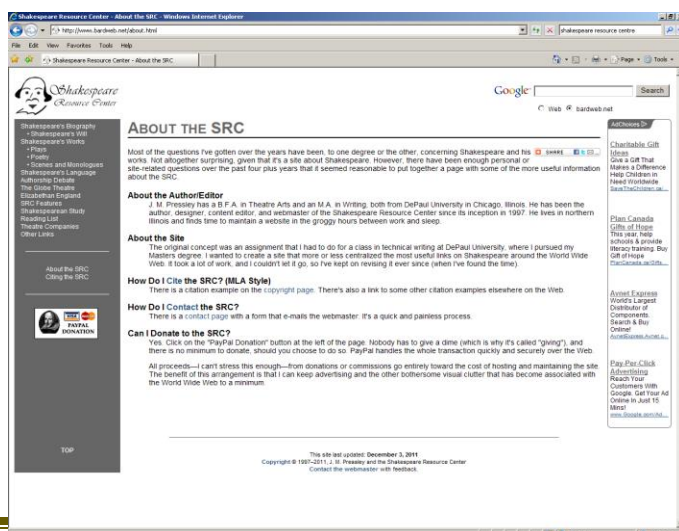 Shakespeare Resource Center - About the SRC - Windows Internet Explorer
http://www.bardweb.net/about.html
shakespeare resource centre
File Edit View Favorites Tools Help
Shakespeare Resource Center - About the SRC
Page
Tools
Shakespeare
Resource Center
Google
Search
Web bardweb.net
Shakespeare's Biography
• Shakespeare's Will
Shakespeare's Works
• Plays
• Poetry
• Scenes and Monologues
Shakespeare's Language
Authorship Debate
The Globe Theatre
Elizabethan England
SRC Features
Shakespearean Study
Reading List
Theatre Companies
Other Links
About the SRC
Citing the SRC
PAYPAL
DONATION
TOP
ABOUT THE SRC
SHARE
Most of the questions I've gotten over the years have been, to one degree or the other, concerning Shakespeare and his
works. Not altogether surprising, given that it's a site about Shakespeare. However, there have been enough personal or
site-related questions over the past four plus years that it seemed reasonable to put together a page with some of the more useful information
about the SRC.
About the Author/Editor
J. M. Pressley has a B.F.A. in Theatre Arts and an M.A. in Writing, both from DePaul University in Chicago, Illinois. He has been the
author, designer, content editor, and webmaster of the Shakespeare Resource Center since its inception in 1997. He lives in northern
Illinois and finds time to maintain a website in the groggy hours between work and sleep.
About the Site
The original concept was an assignment that I had to do for a class in technical writing at DePaul University, where I pursued my
Masters degree. I wanted to create a site that more or less centralized the most useful links on Shakespeare around the World Wide
Web. It took a lot of work, and I couldn't let it go, so I've kept on revising it ever since (when I've found the time).
How Do I Cite the SRC? (MLA Style)
There is a citation example on the copyright page. There's also a link to some other citation examples elsewhere on the Web.
How Do I Contact the SRC?
There is a contact page with a form that e-mails the webmaster. It's a quick and painless process.
Can I Donate to the SRC?
Yes. Click on the "PayPal Donation" button at the left of the page. Nobody has to give a dime (which is why it's called "giving"), and
there is no minimum to donate, should you choose to do so. PayPal handles the whole transaction quickly and securely over the Web.
All proceeds—I can't stress this enough—from donations or commissions go entirely toward the cost of hosting and maintaining the site.
The benefit of this arrangement is that I can keep advertising and the other bothersome visual clutter that has become associated with
the World Wide Web to a minimum.
AdChoices
Charitable Gift
Ideas
Give a Gift That
Makes a Difference
Help Children in
Need Worldwide
Plan Canada
Gifts of Hope
This year, help
schools & provide
literacy training. Buy
Gift of Hope
Avnet Express
World's Largest
Distributor of
Components.
Search & Buy
Online!
Pay-Per-Click
Advertising
Reach Your
Customers With
Google. Get Your Ad
Online In Just 15
Mins!
This site last updated: December 3, 2011
Copyright © 1997–2011, J. M. Pressley and the Shakespeare Resource Center
Contact the webmaster with feedback.